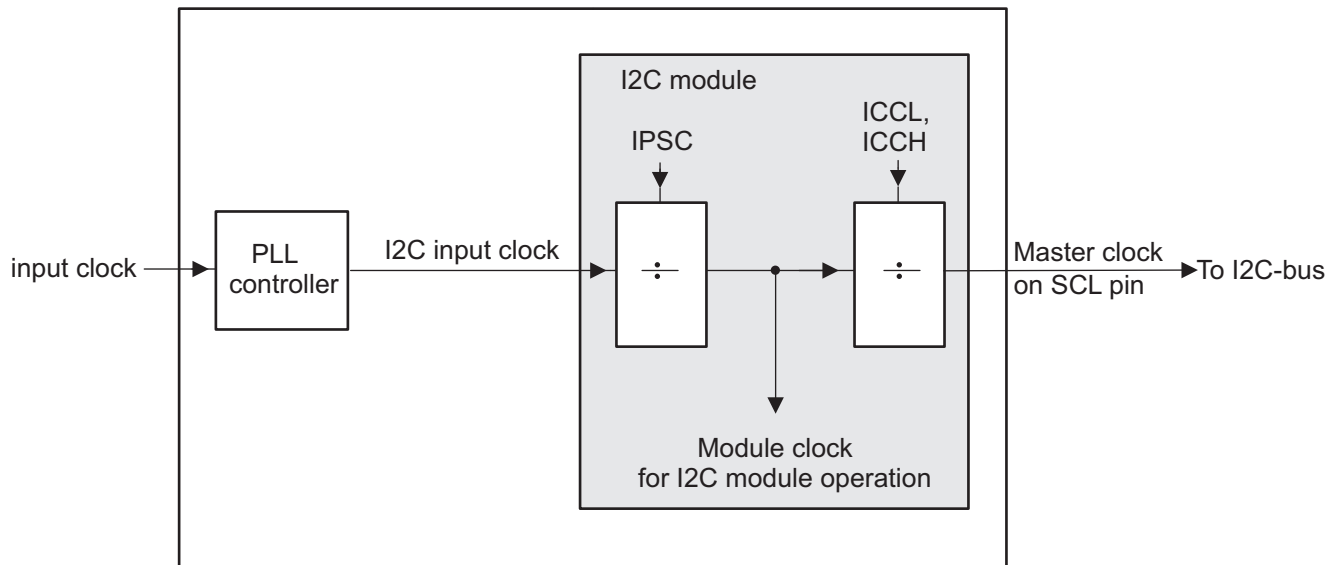 I2C module
ICCL,
ICCH
IPSC
÷
÷
input clock
PLL
controller
I2C input clock
Master clock
on SCL pin
To I2C-bus
Module clock
for I2C module operation